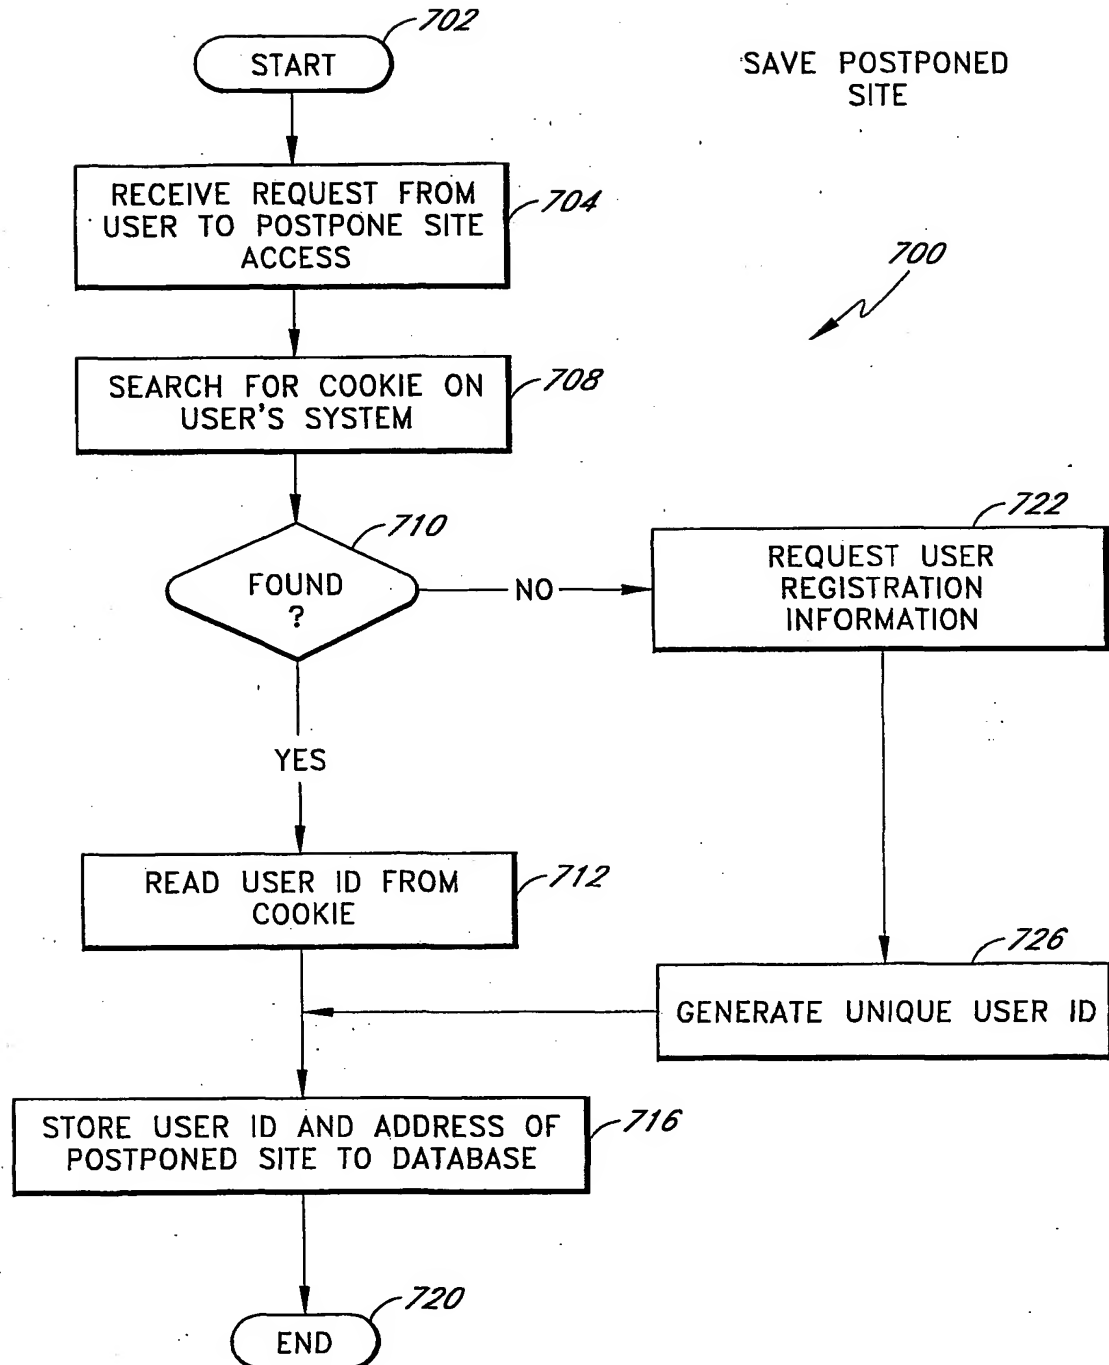 702
START
SAVE POSTPONED
SITE
RECEIVE REQUEST FROM
USER TO POSTPONE SITE
ACCESS
704
700
SEARCH FOR COOKIE ON
USER'S SYSTEM
708
710
FOUND
?
NO
722
REQUEST USER
REGISTRATION
INFORMATION
YES
READ USER ID FROM
COOKIE
712
726
GENERATE UNIQUE USER ID
STORE USER ID AND ADDRESS OF
POSTPONED SITE TO DATABASE
716
720
END